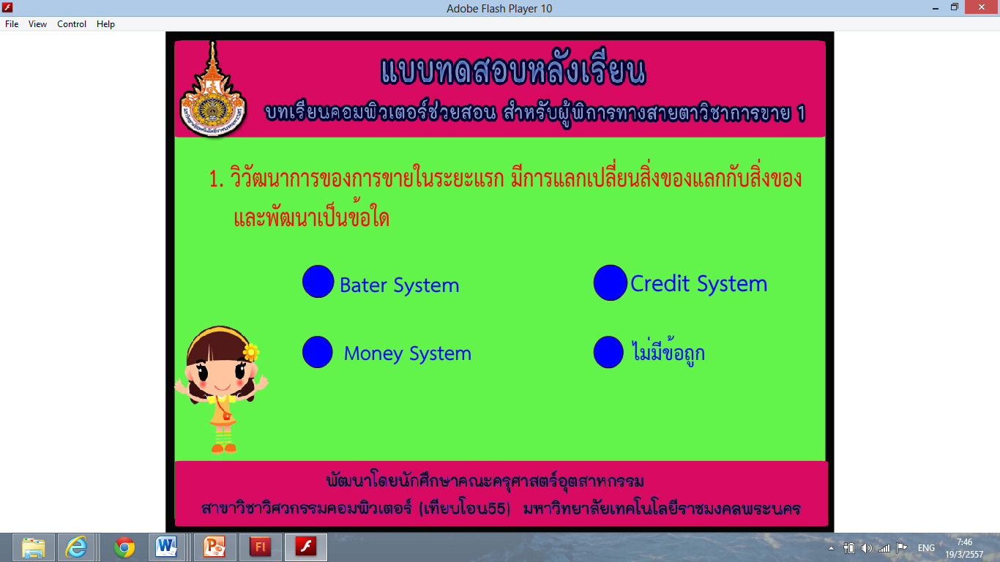 Adobe Flash Player 10
File View Control Help
แบบทดสอบหลังเรียน
บทเรียนคอมพิวเตอร์ช่วยสอน สำหรับผู้พิการทางสายตาวิชาการขาย 1
1. วิวัฒนาการของการขายในระยะแรก มีการแลกเปลี่ยนสิ่งของแลกกับสิ่งของ
และพัฒนาเป็นข้อใด
Bater System
Credit System
Money System
ไม่มีข้อถูก
พัฒนาโดยนักศึกษาคณะครุศาสตร์อุตสาหกรรม
สาขาวิชาวิศวกรรมคอมพิวเตอร์ (เทียบโอน55) มหาวิทยาลัยเทคโนโลยีราชมงคลพระนคร
ENG
7:46
19/3/2557